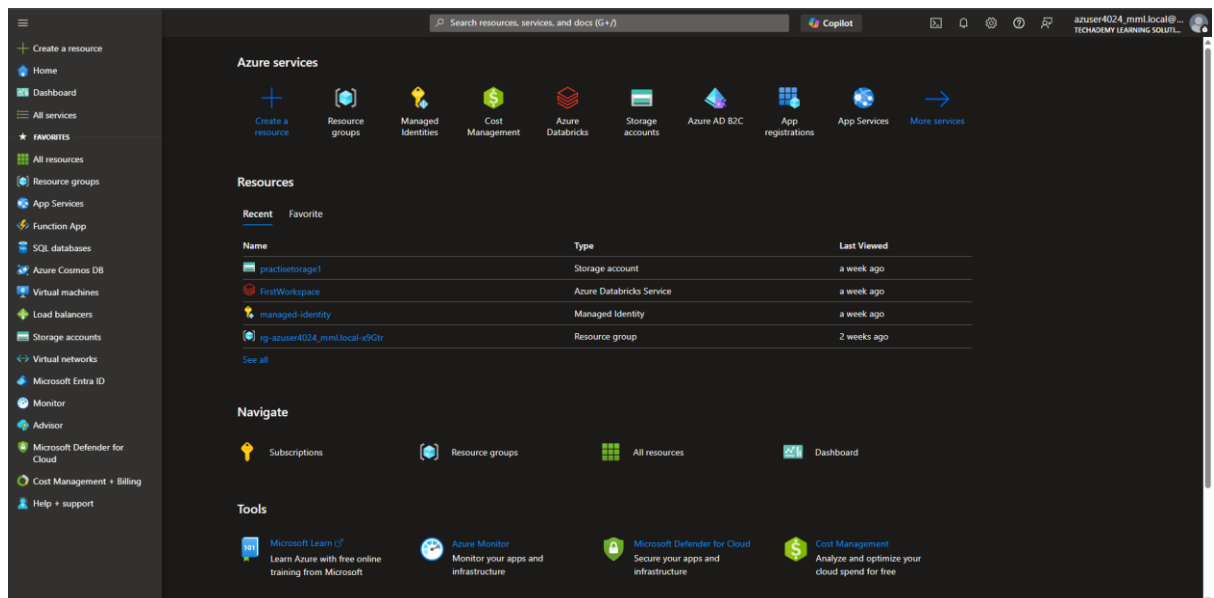 Search resources, services, and docs (G+/)
Copilot
azuser4024_mml.local@...
TECHADEMY LEARNING SOLUTI...
Create a resource
Home
Dashboard
All services
FAVORITES
All resources
Resource groups
App Services
Function App
SQL databases
Azure Cosmos DB
Virtual machines
Load balancers
Storage accounts
Virtual networks
Microsoft Entra ID
Monitor
Advisor
Microsoft Defender for
Cloud
Cost Management + Billing
Help + support
Azure services
Create a
resource
Resource
groups
Managed
Identities
Cost
Management
Azure
Databricks
Storage
accounts
Azure AD B2C
App
registrations
App Services
More services
Resources
Recent Favorite
Name Type Last Viewed
practisetorage1 Storage account a week ago
FirstWorkspace Azure Databricks Service a week ago
managed-identity Managed Identity a week ago
rg-azuser4024_mml.local-x9Gtr Resource group 2 weeks ago
See all
Navigate
Subscriptions Resource groups All resources Dashboard
Tools
101
Microsoft Learn
Learn Azure with free online
training from Microsoft
Azure Monitor
Monitor your apps and
infrastructure
Microsoft Defender for Cloud
Secure your apps and
infrastructure
Cost Management
Analyze and optimize your
cloud spend for free